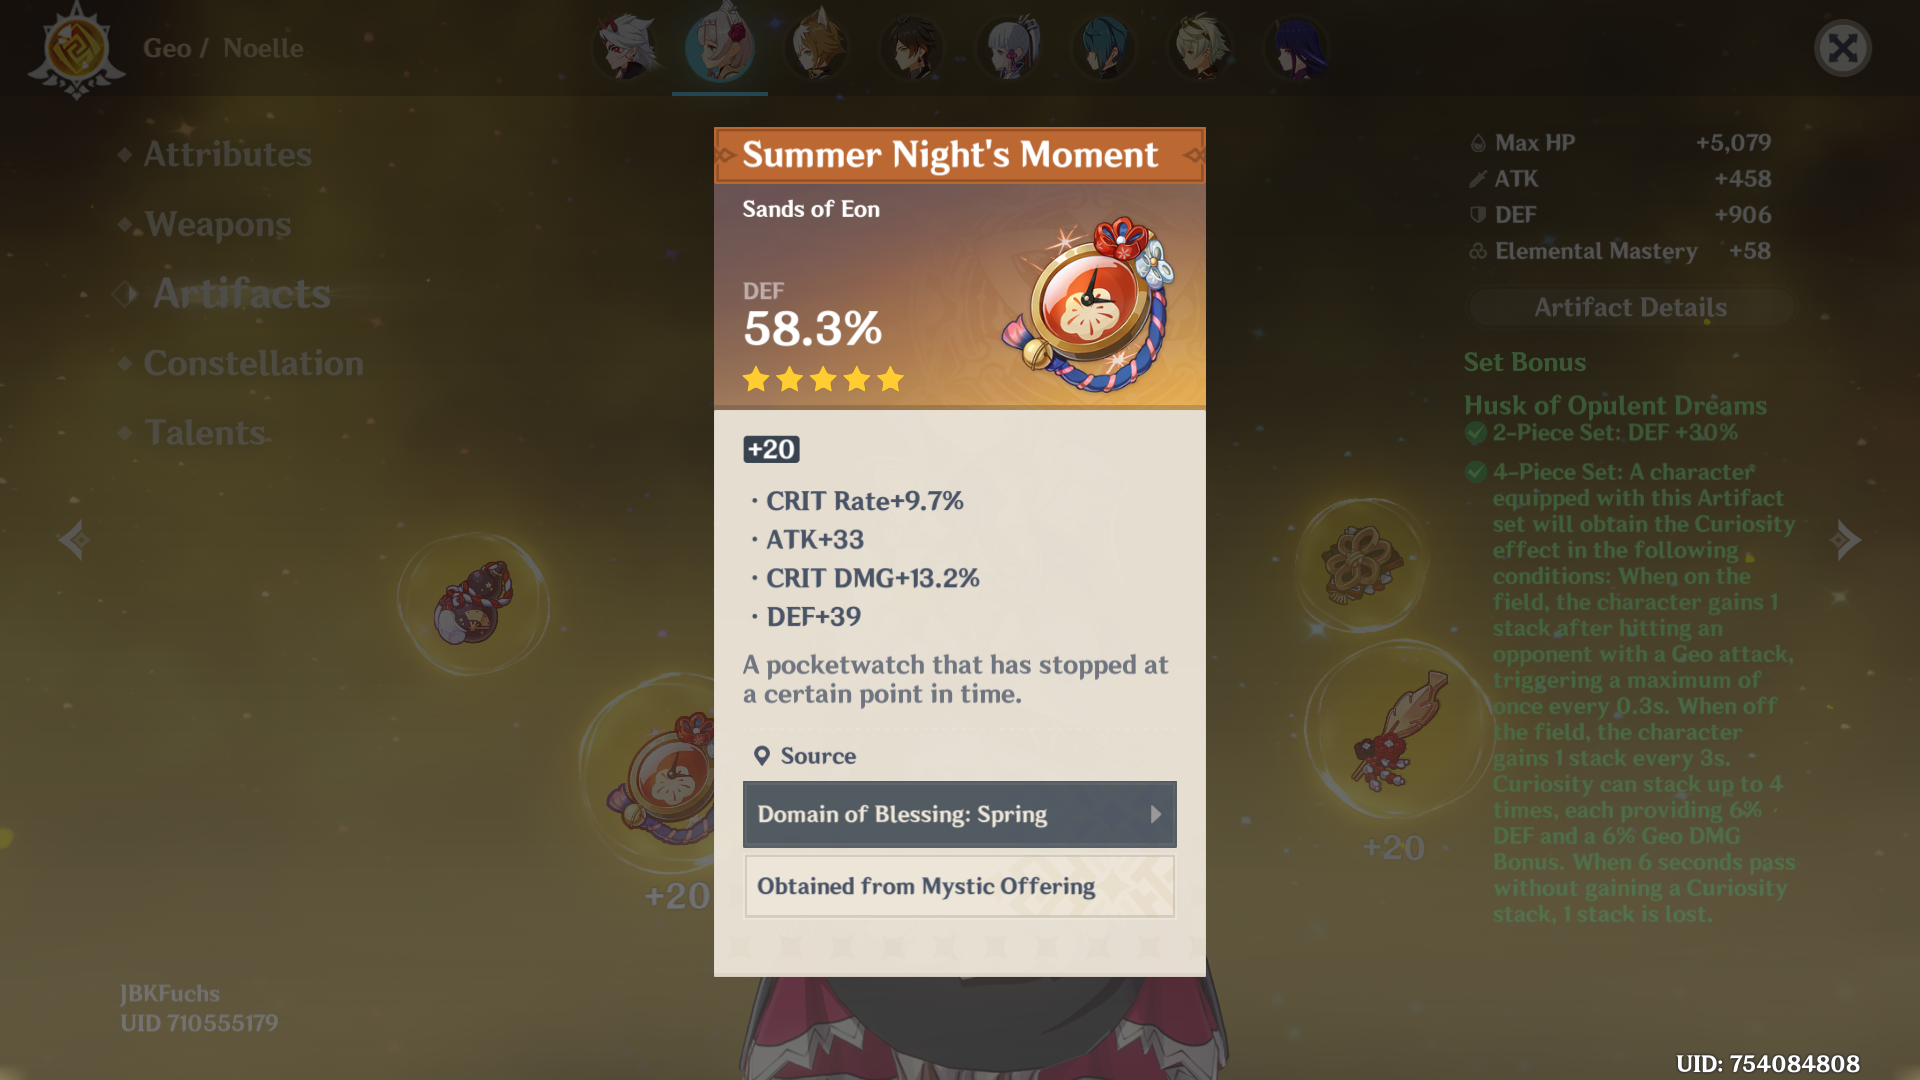 Geo / Noelle
Attributes
Weapons
Artifacts
Constellation
Talents
Summer Night's Moment
Sands of Eon
DEF
58.3%
+20
· CRIT Rate+9.7%
· ATK+33
· CRIT DMG+13.2%
· DEF+39
A pocketwatch that has stopped at
a certain point in time.
Source
Domain of Blessing: Spring
Obtained from Mystic Offering
+20
+20
Max HP +5,079
ATK +458
DEF +906
Elemental Mastery +58
Artifact Details
Set Bonus
Husk of Opulent Dreams
2-Piece Set: DEF +30%
4-Piece Set: A character
equipped with this Artifact
set will obtain the Curiosity
effect in the following
conditions: When on the
field, the character gains 1
stack after hitting an
opponent with a Geo attack,
triggering a maximum of
once every 0.3s. When off
the field, the character
gains 1 stack every 3s.
Curiosity can stack up to 4
times, each providing 6%
DEF and a 6% Geo DMG
Bonus. When 6 seconds pass
without gaining a Curiosity
stack, 1 stack is lost.
JBKFuchs
UID 710555179
UID: 754084808